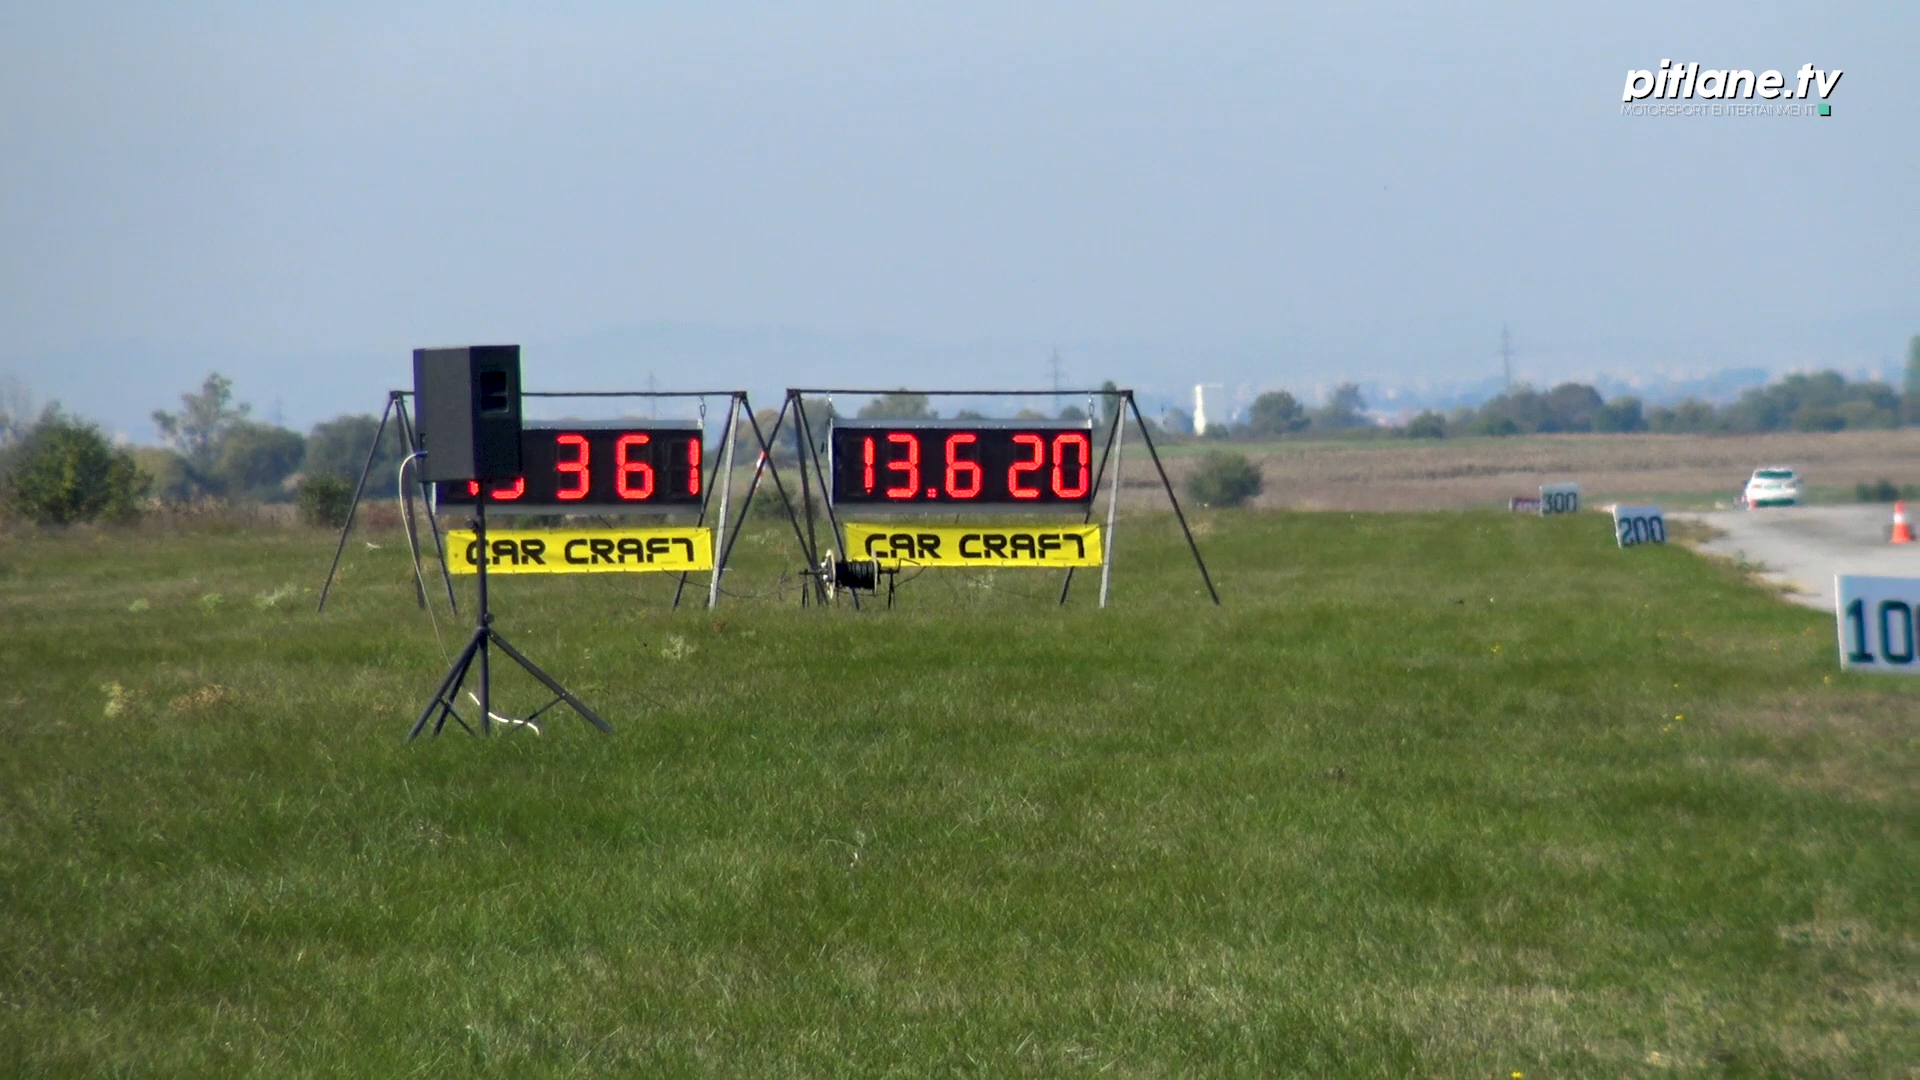 pitlane.tv
MOTORSPORT ENTERTAINMENT
361
13.620
CAR CRAFT
CAR CRAFT
300
200
10